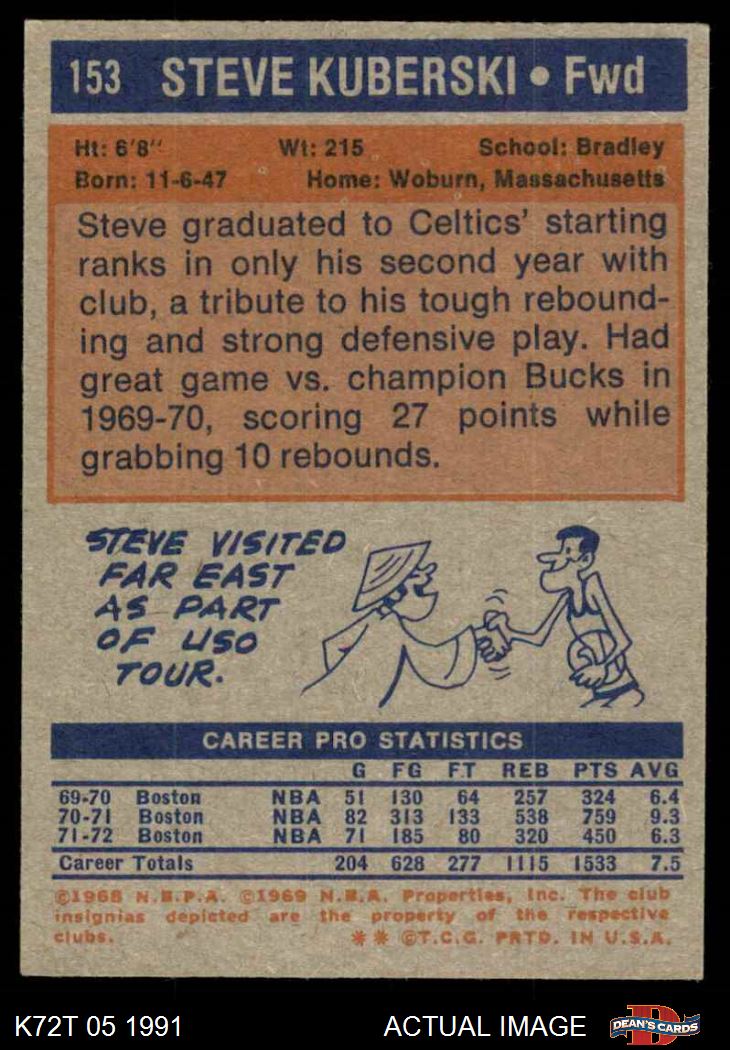 153 STEVE KUBERSKI • Fwd
Ht: 6'8" Wt: 215 School: Bradley
Born: 11-6-47 Home: Woburn, Massachusetts
Steve graduated to Celtics' starting
ranks in only his second year with
club, a tribute to his tough rebound-
ing and strong defensive play. Had
great game vs. champion Bucks in
1969-70, scoring 27 points while
grabbing 10 rebounds.
STEVE VISITED
FAR EAST
AS PART
OF USO
TOUR.
CAREER PRO STATISTICS
G FG FT REB PTS AVG
69-70 Boston NBA 51 130 64 257 324 6.4
70-71 Boston NBA 82 313 133 538 759 9.3
71-72 Boston NBA 71 185 80 320 450 6.3
Career Totals 204 628 277 1115 1533 7.5
©1968 N.B.P.A. ©1969 N.B.A. Properties, Inc. The club
insignias depicted are the property of the respective
clubs. ** ©T.C.G. PRTD. IN U.S.A.
K72T 05 1991 ACTUAL IMAGE D DEAN'S CARDS